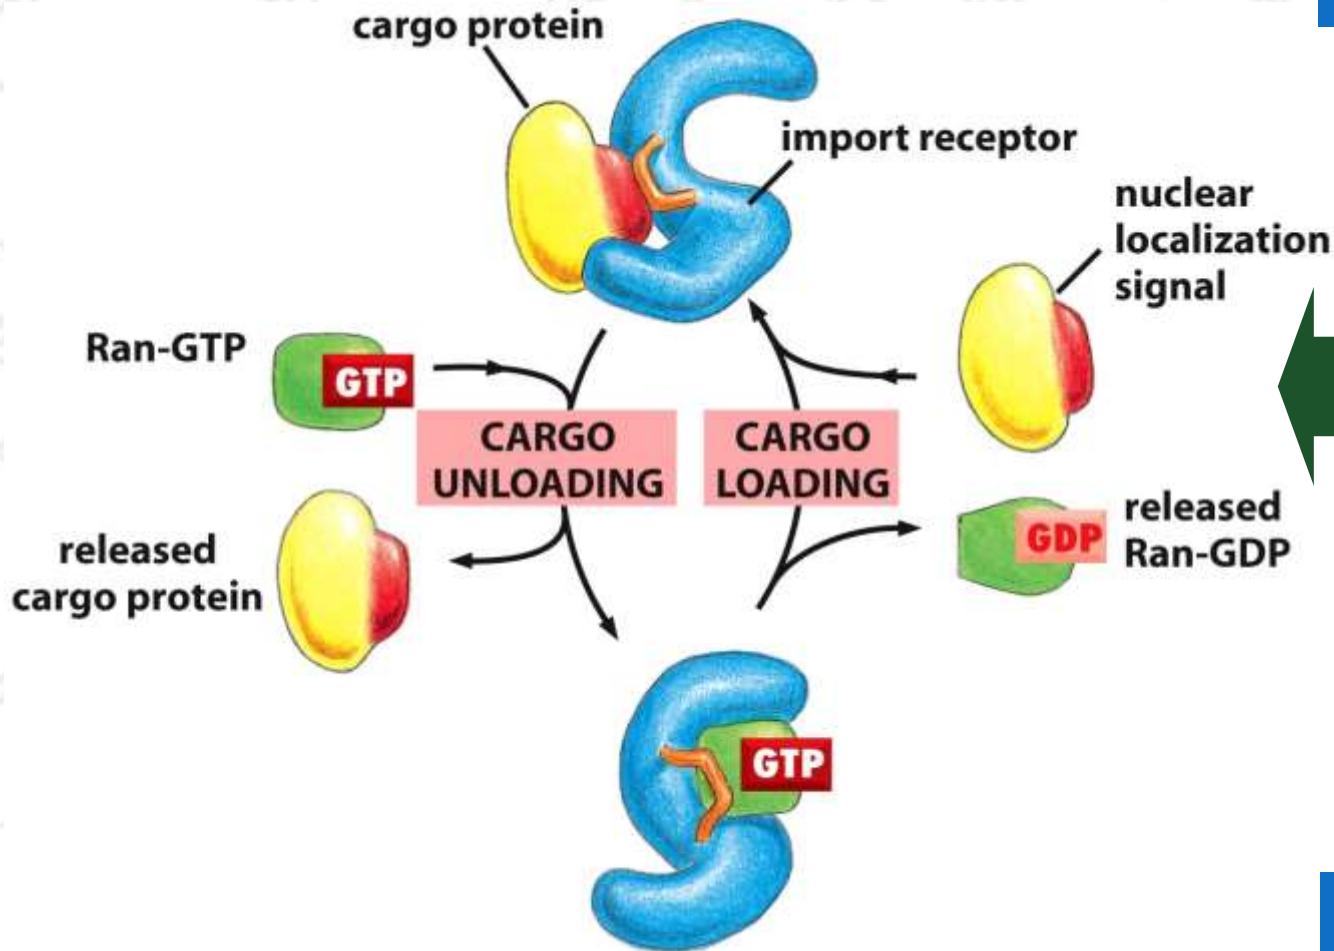 cargo protein
import receptor
nuclear
localization
signal
Ran-GTP
GTP
CARGO
UNLOADING
CARGO
LOADING
released
cargo protein
GDP
released
Ran-GDP
GTP